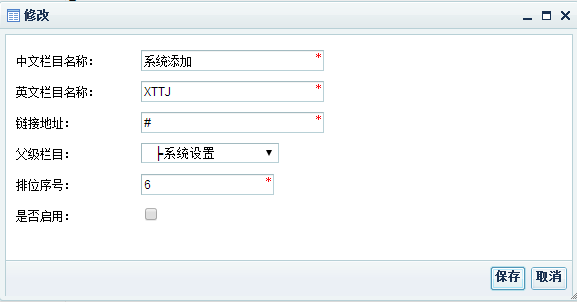 修改
中文栏目名称： 系统添加 *
英文栏目名称： XTTJ *
链接地址： # *
父级栏目： ├系统设置
排位序号： 6 *
是否启用：
保存 取消